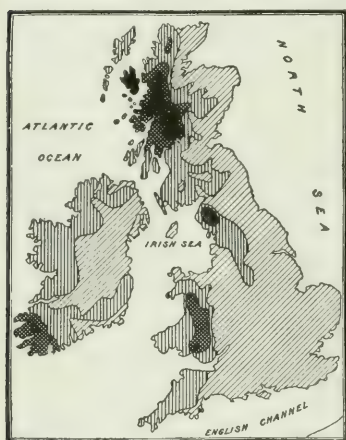 NORTH
SEA
ATLANTIC
OCEAN
IRISH SEA
ENGLISH CHANNEL